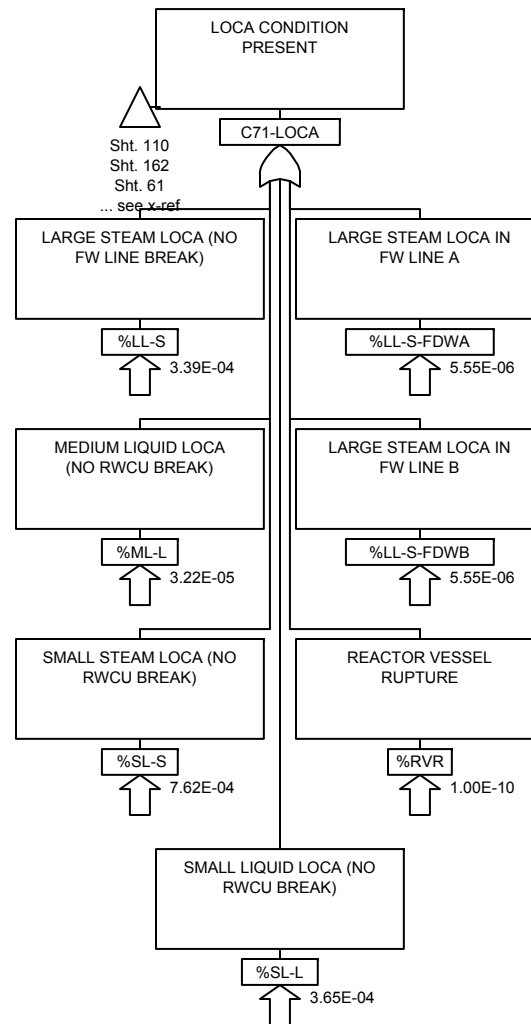 LOCA CONDITION
PRESENT
C71-LOCA
Sht. 110
Sht. 162
Sht. 61
... see x-ref
LARGE STEAM LOCA (NO
FW LINE BREAK)
%LL-S
3.39E-04
LARGE STEAM LOCA IN
FW LINE A
%LL-S-FDWA
5.55E-06
MEDIUM LIQUID LOCA
(NO RWCU BREAK)
%ML-L
3.22E-05
LARGE STEAM LOCA IN
FW LINE B
%LL-S-FDWB
5.55E-06
SMALL STEAM LOCA (NO
RWCU BREAK)
%SL-S
7.62E-04
REACTOR VESSEL
RUPTURE
%RVR
1.00E-10
SMALL LIQUID LOCA (NO
RWCU BREAK)
%SL-L
3.65E-04